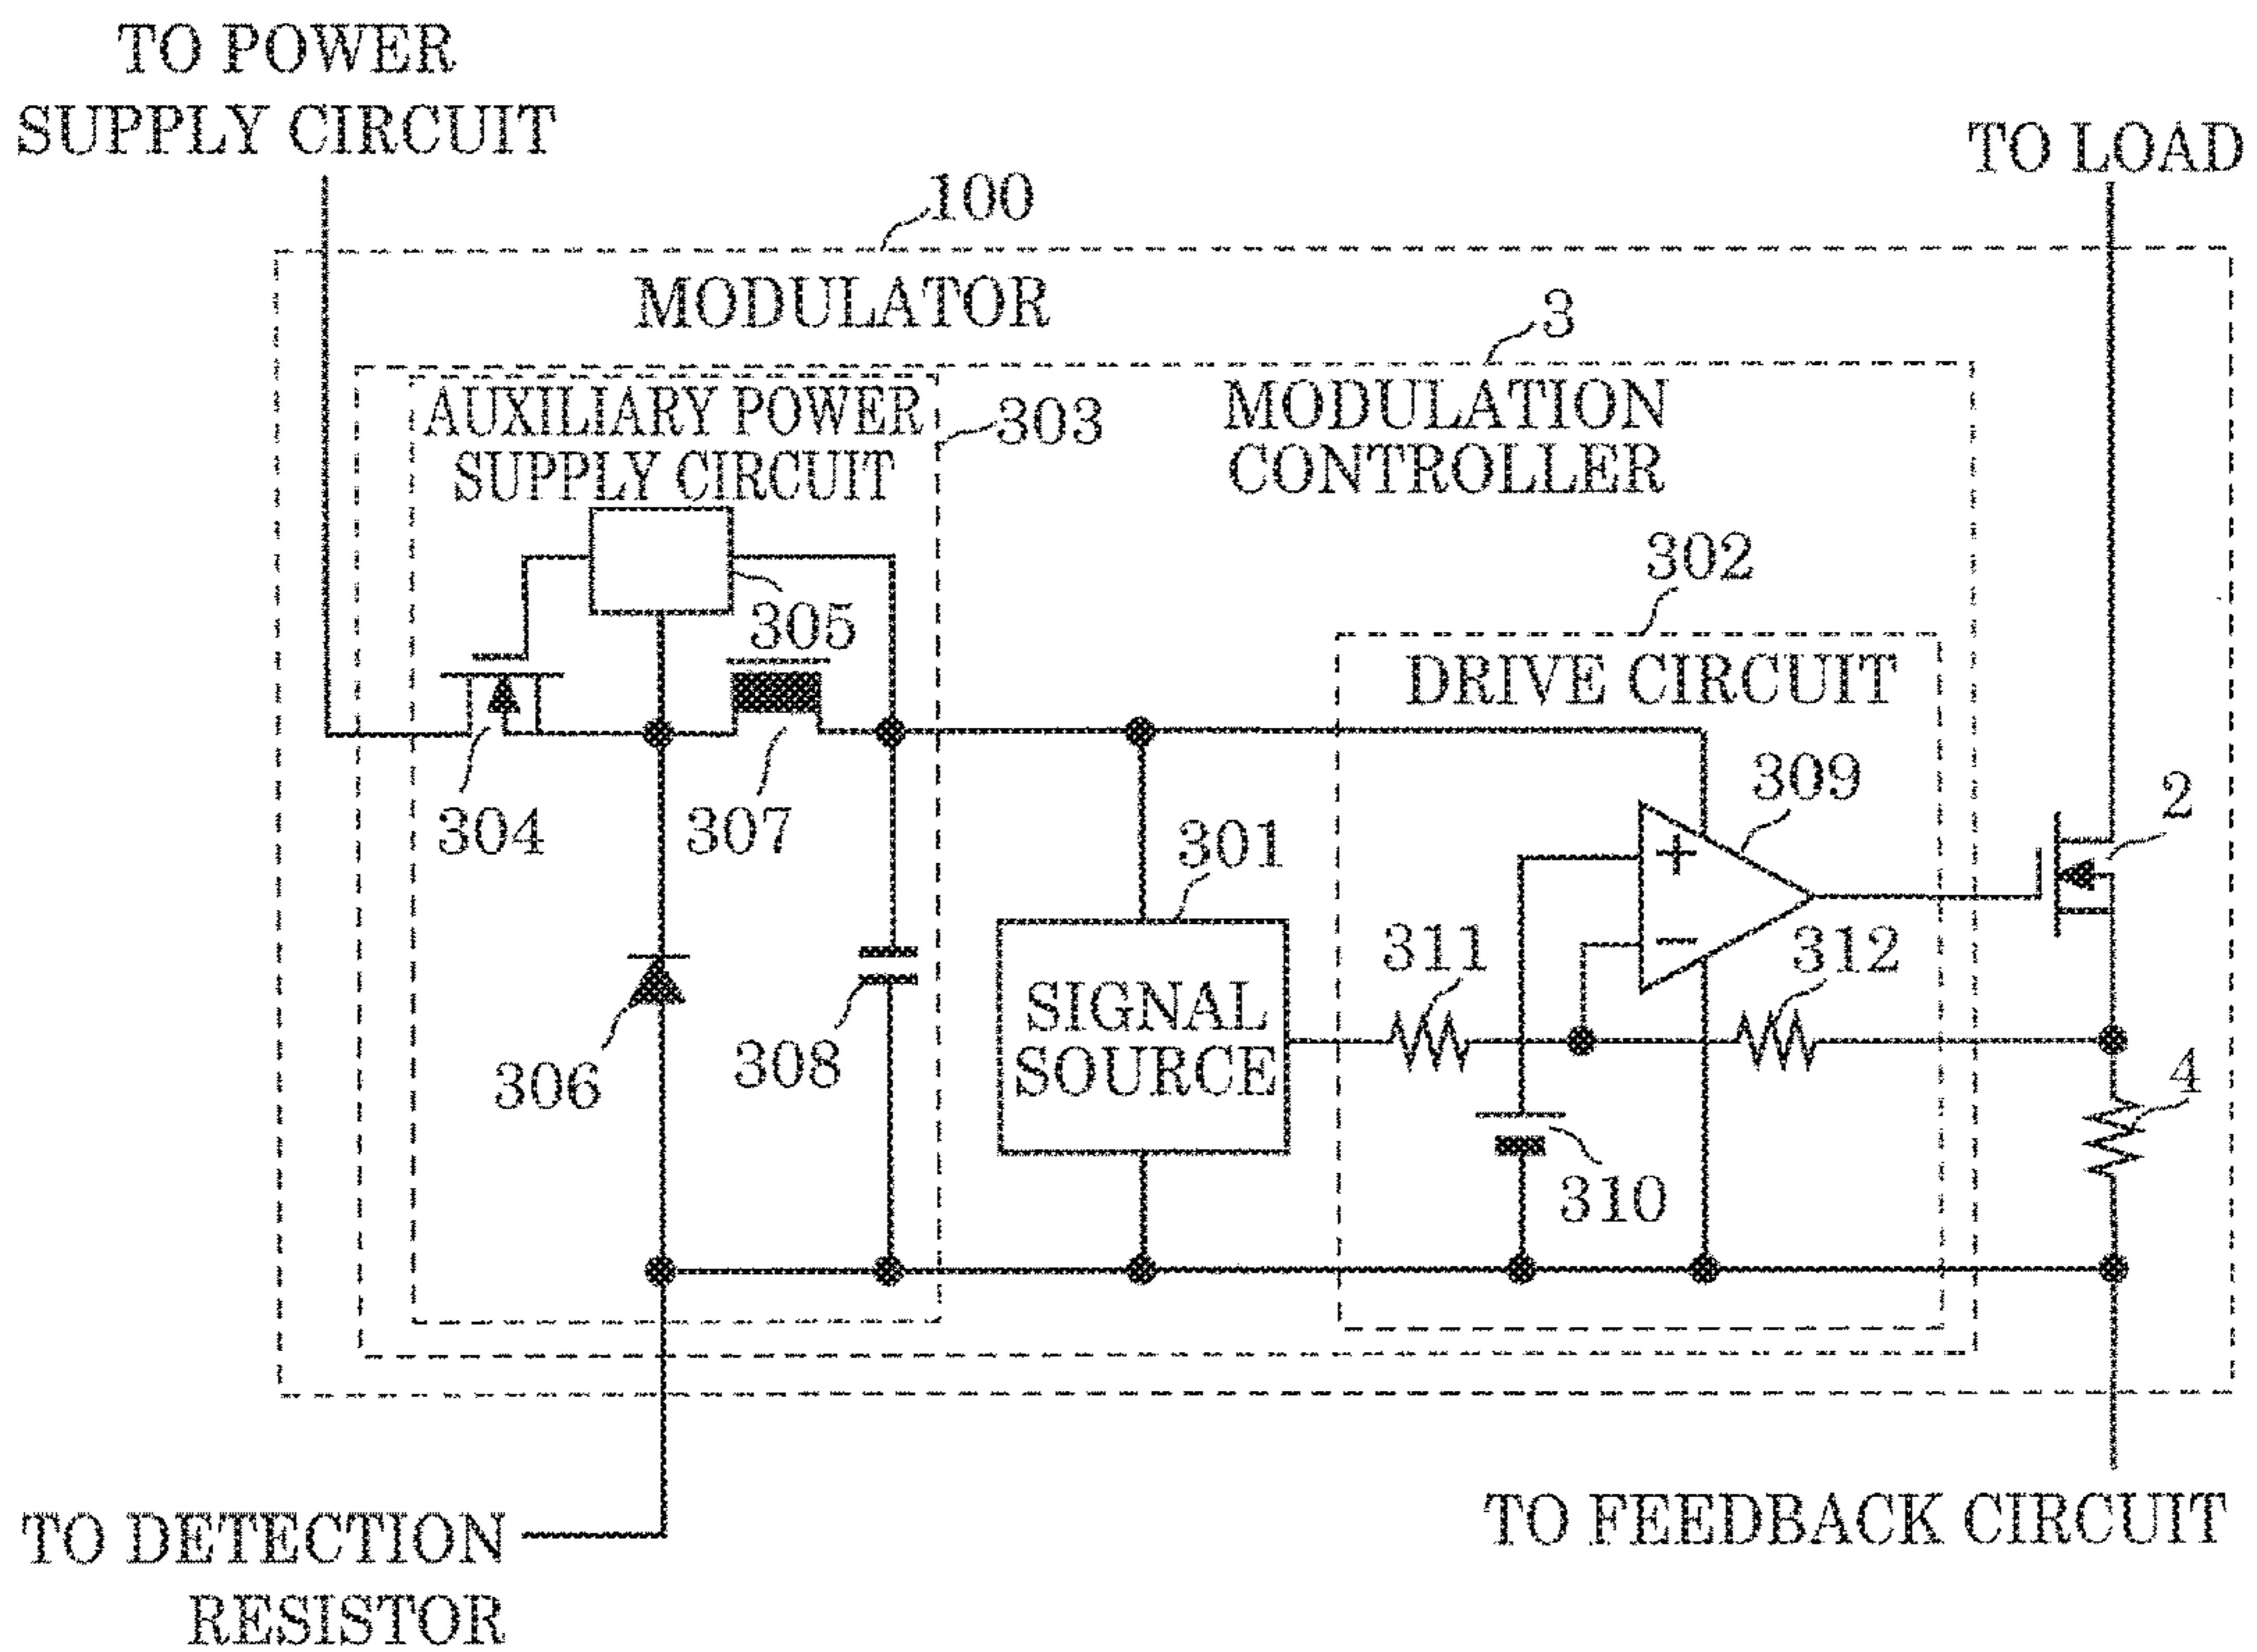 TO POWER
SUPPLY CIRCUIT
TO LOAD
100
MODULATOR
3
AUXILIARY POWER
SUPPLY CIRCUIT
303
MODULATION
CONTROLLER
302
305
DRIVE CIRCUIT
304
307
309
2
301
+
−
311
312
SIGNAL
SOURCE
306
308
4
310
TO DETECTION
RESISTOR
TO FEEDBACK CIRCUIT